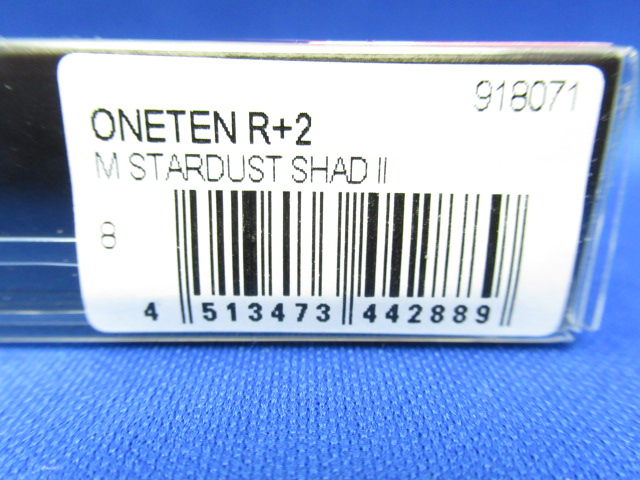 918071
ONETEN R+2
M STARDUST SHAD II
8
4 513473 442889